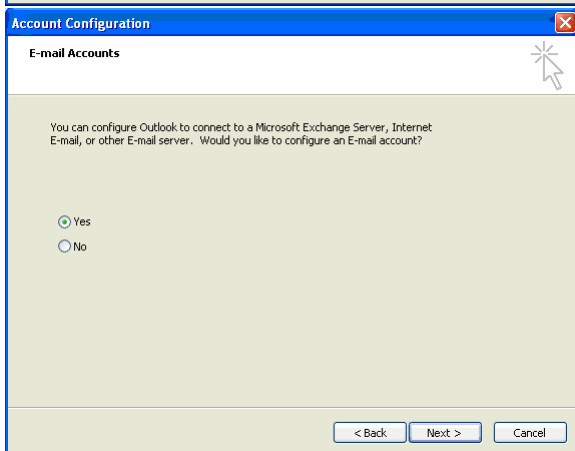 Account Configuration
E-mail Accounts
You can configure Outlook to connect to a Microsoft Exchange Server, Internet
E-mail, or other E-mail server. Would you like to configure an E-mail account?
Yes
No
< Back Next > Cancel